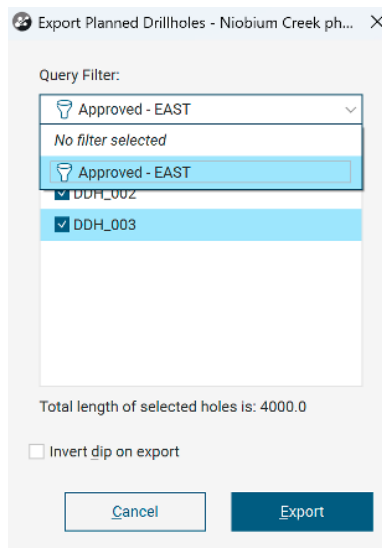 Export Planned Drillholes - Niobium Creek ph...
Query Filter:
Approved - EAST
No filter selected
Approved - EAST
DDH_002
DDH_003
Total length of selected holes is: 4000.0
Invert dip on export
Cancel
Export